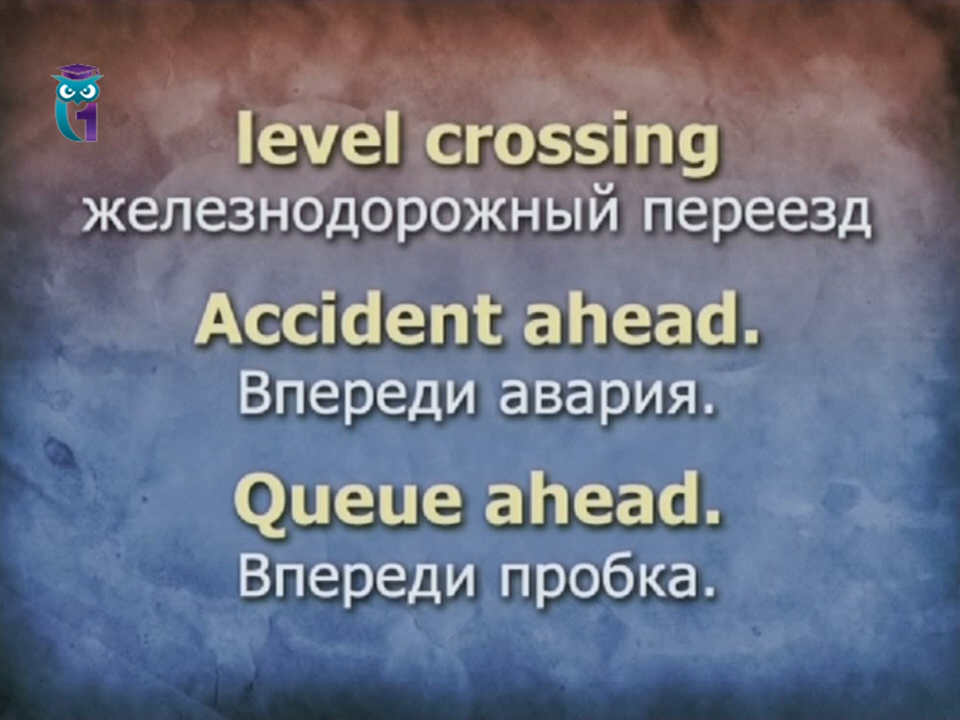 level crossing
железнодорожный переезд
Accident ahead.
Впереди авария.
Queue ahead.
Впереди пробка.